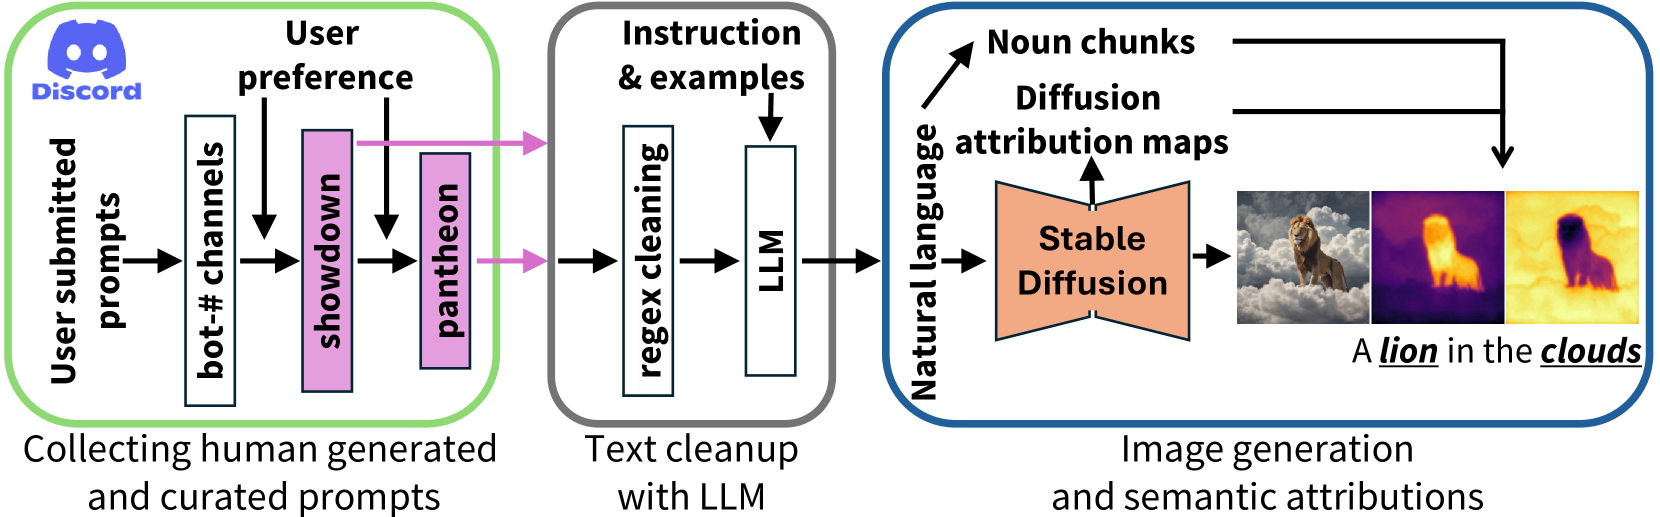 Discord
User
preference
User submitted
prompts
bot-# channels
showdown
pantheon
Collecting human generated
and curated prompts
Instruction
& examples
regex cleaning
LLM
Text cleanup
with LLM
Natural language
Noun chunks
Diffusion
attribution maps
Stable
Diffusion
A lion in the clouds
Image generation
and semantic attributions